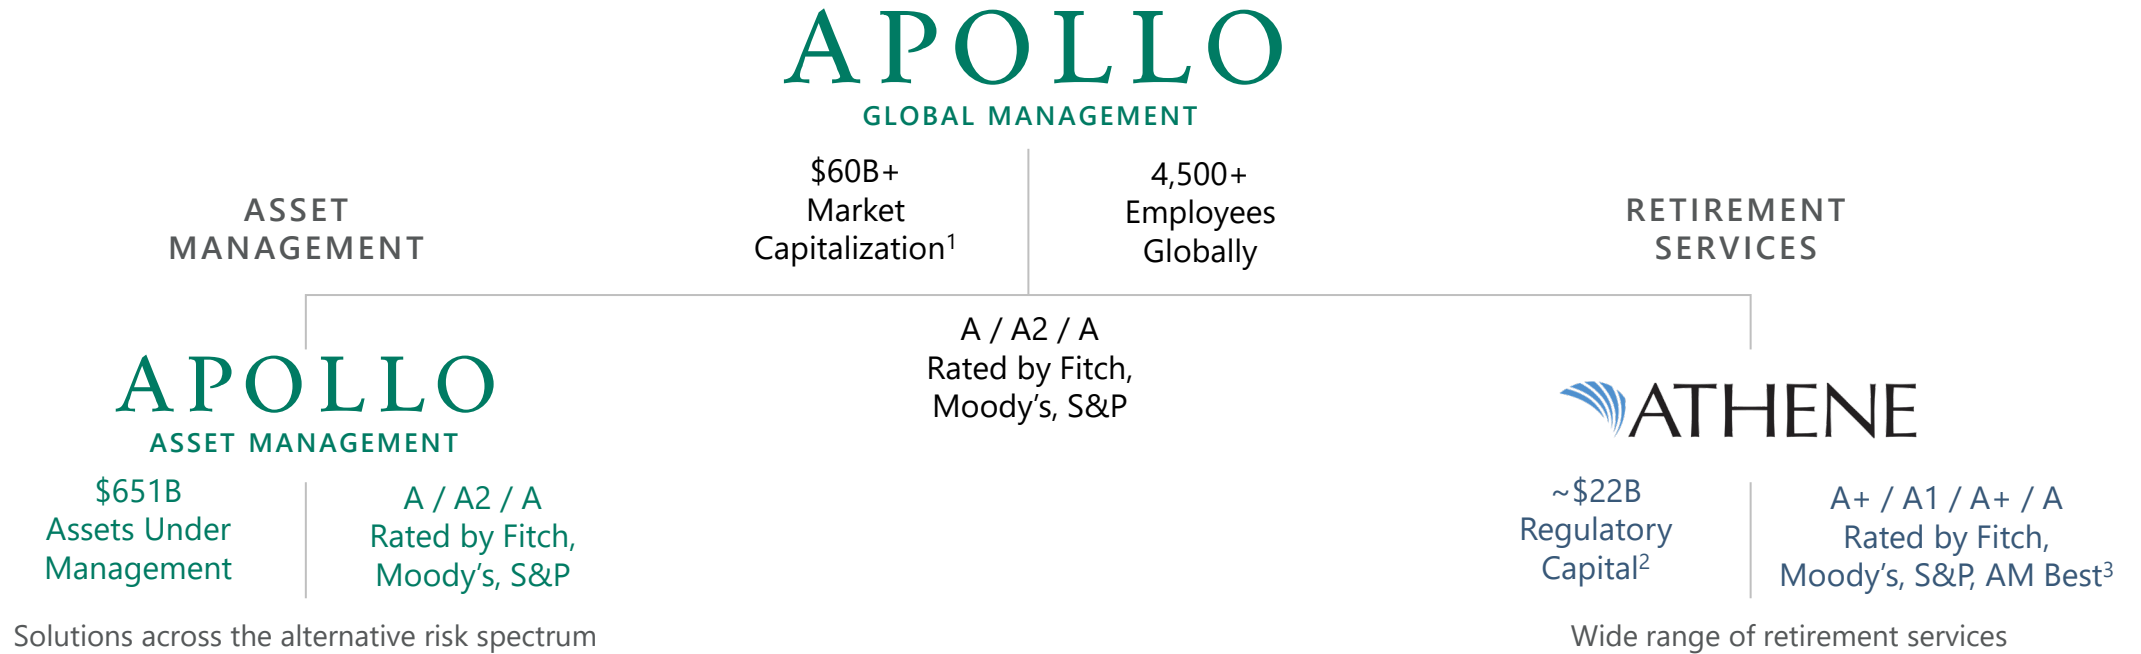 APOLLO
GLOBAL MANAGEMENT
$60B+
Market
Capitalization¹
4,500+
Employees
Globally
ASSET
MANAGEMENT
RETIREMENT
SERVICES
A / A2 / A
Rated by Fitch,
Moody’s, S&P
APOLLO
ASSET MANAGEMENT
$651B
Assets Under
Management
A / A2 / A
Rated by Fitch,
Moody’s, S&P
Solutions across the alternative risk spectrum
ATHENE
~$22B
Regulatory
Capital²
A+ / A1 / A+ / A
Rated by Fitch,
Moody’s, S&P, AM Best³
Wide range of retirement services